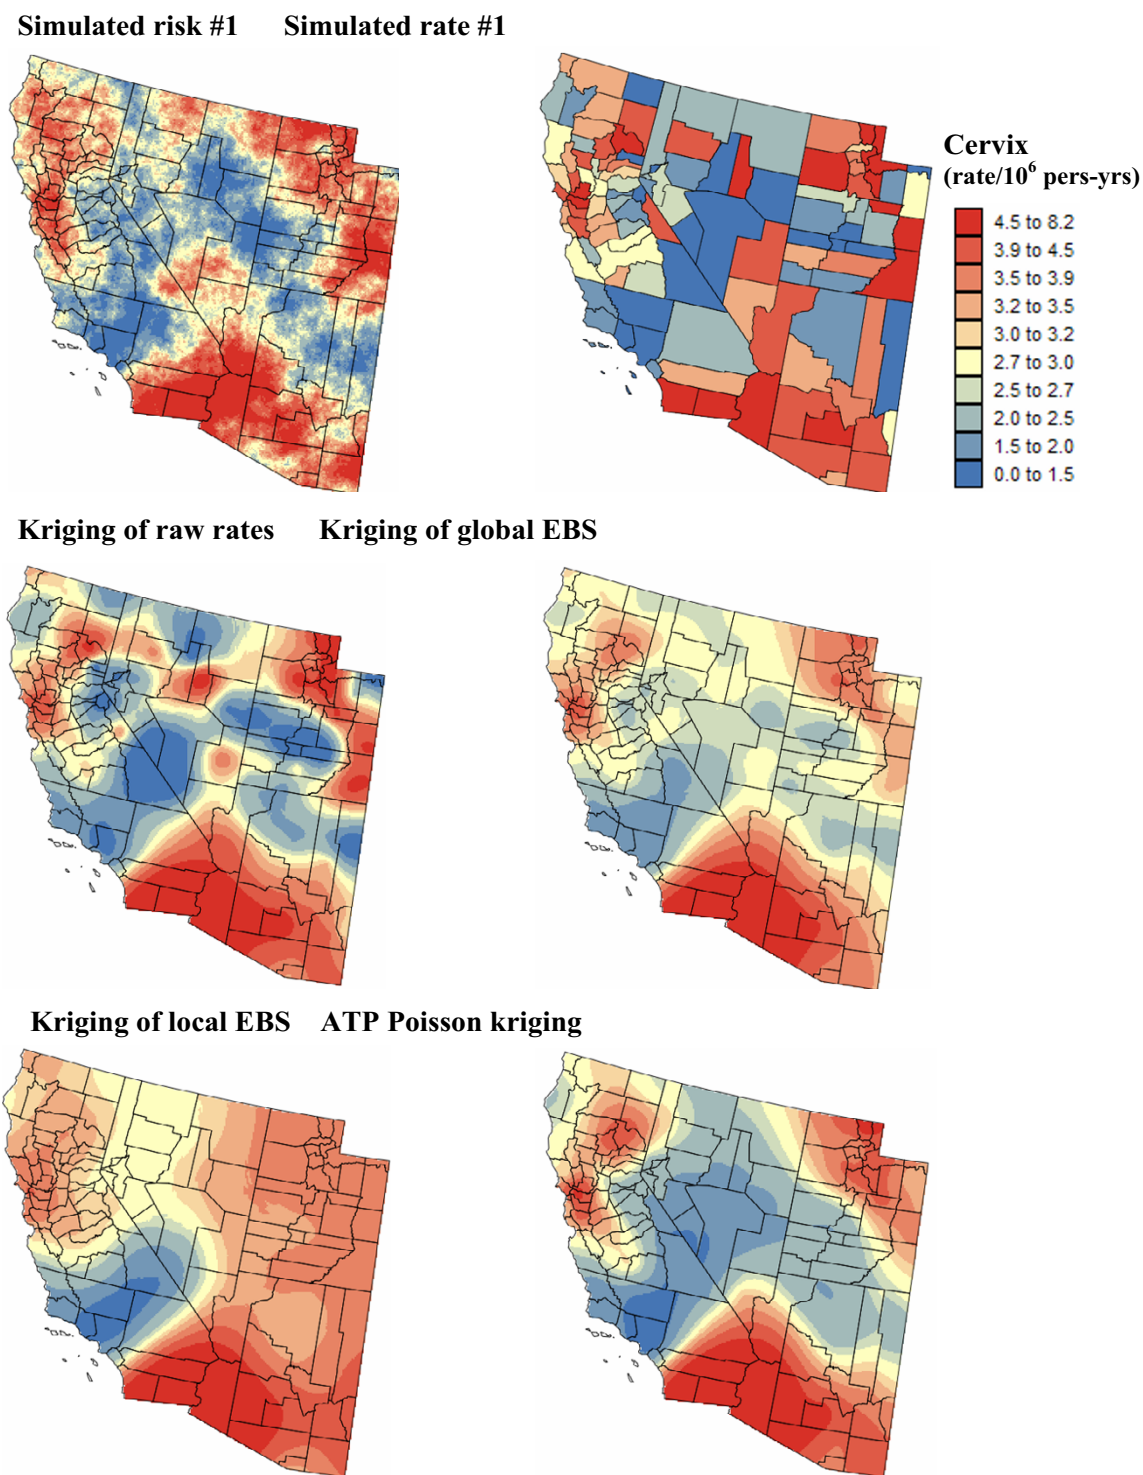 Simulated risk #1 Simulated rate #1
Cervix
(rate/10⁶ pers-yrs)
4.5 to 8.2
3.9 to 4.5
3.5 to 3.9
3.2 to 3.5
3.0 to 3.2
2.7 to 3.0
2.5 to 2.7
2.0 to 2.5
1.5 to 2.0
0.0 to 1.5
Kriging of raw rates Kriging of global EBS
Kriging of local EBS ATP Poisson kriging